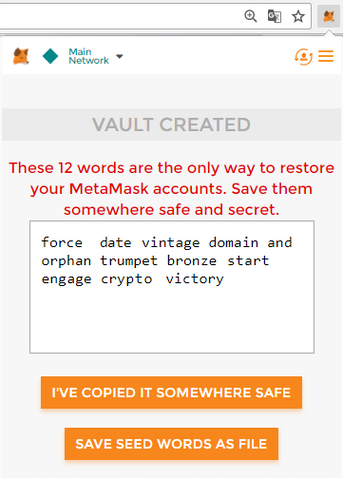 Main
Network
VAULT CREATED
These 12 words are the only way to restore
your MetaMask accounts. Save them
somewhere safe and secret.
force date vintage domain and
orphan trumpet bronze start
engage crypto victory
I'VE COPIED IT SOMEWHERE SAFE
SAVE SEED WORDS AS FILE